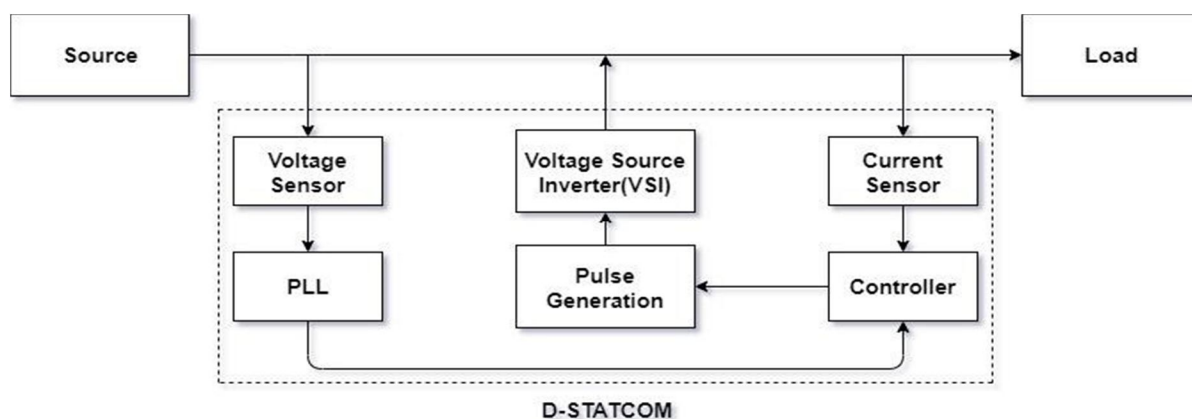 Source
Load
Voltage
Sensor
Voltage Source
Inverter(VSI)
Current
Sensor
PLL
Pulse
Generation
Controller
D-STATCOM